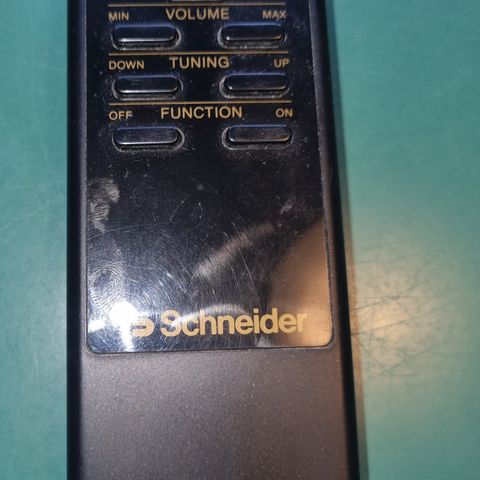 MIN VOLUME MAX
DOWN TUNING UP
OFF FUNCTION ON
Schneider